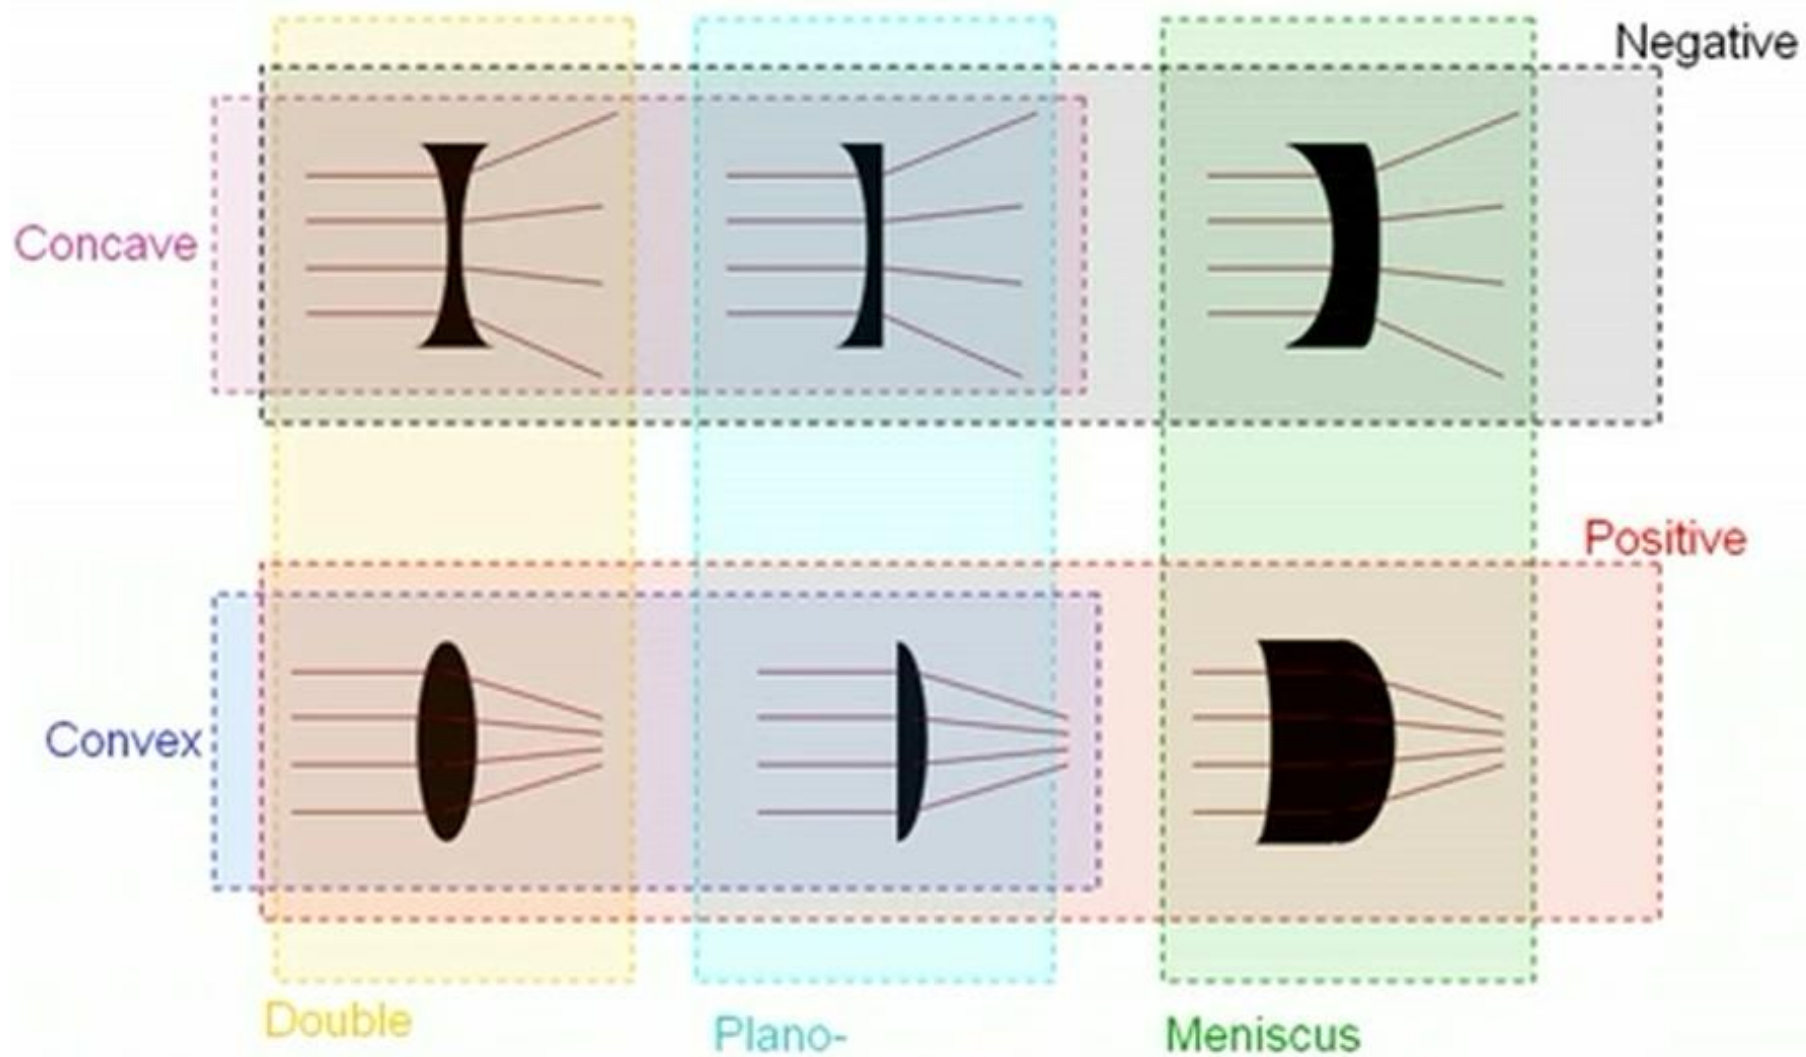 Negative
Concave
Positive
Convex
Double
Plano-
Meniscus